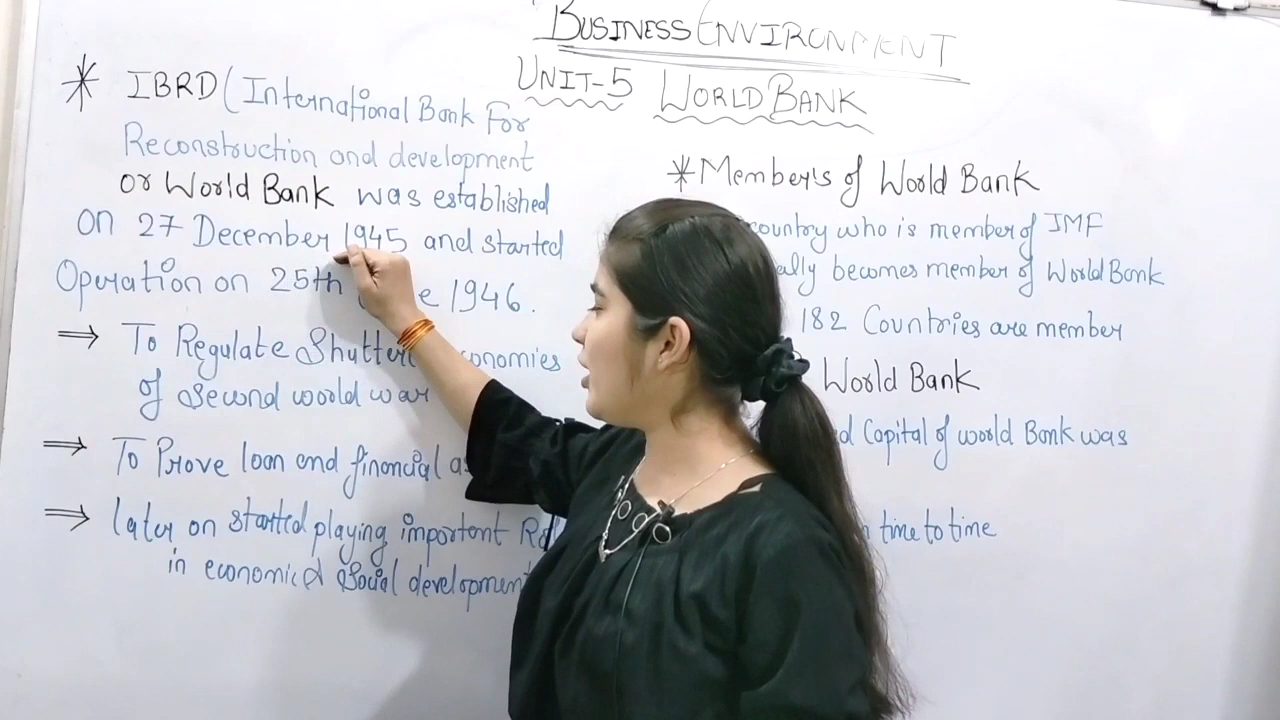 BUSINESS ENVIRONMENT
UNIT-5 WORLD BANK
* IBRD (International Bank For
Reconstruction and development
or World Bank was established
on 27 December 1945 and started
Operation on 25th e 1946.
⇒ To Regulate Shutter conomies
of second world war
⇒ To Prove loan and financial a
⇒ later on started playing important Ro
in economic & Social development
* Member's of World Bank
country who is member of IMF
ally becomes member of World Bank
182 Countries are member
World Bank
d Capital of world Bank was
time to time